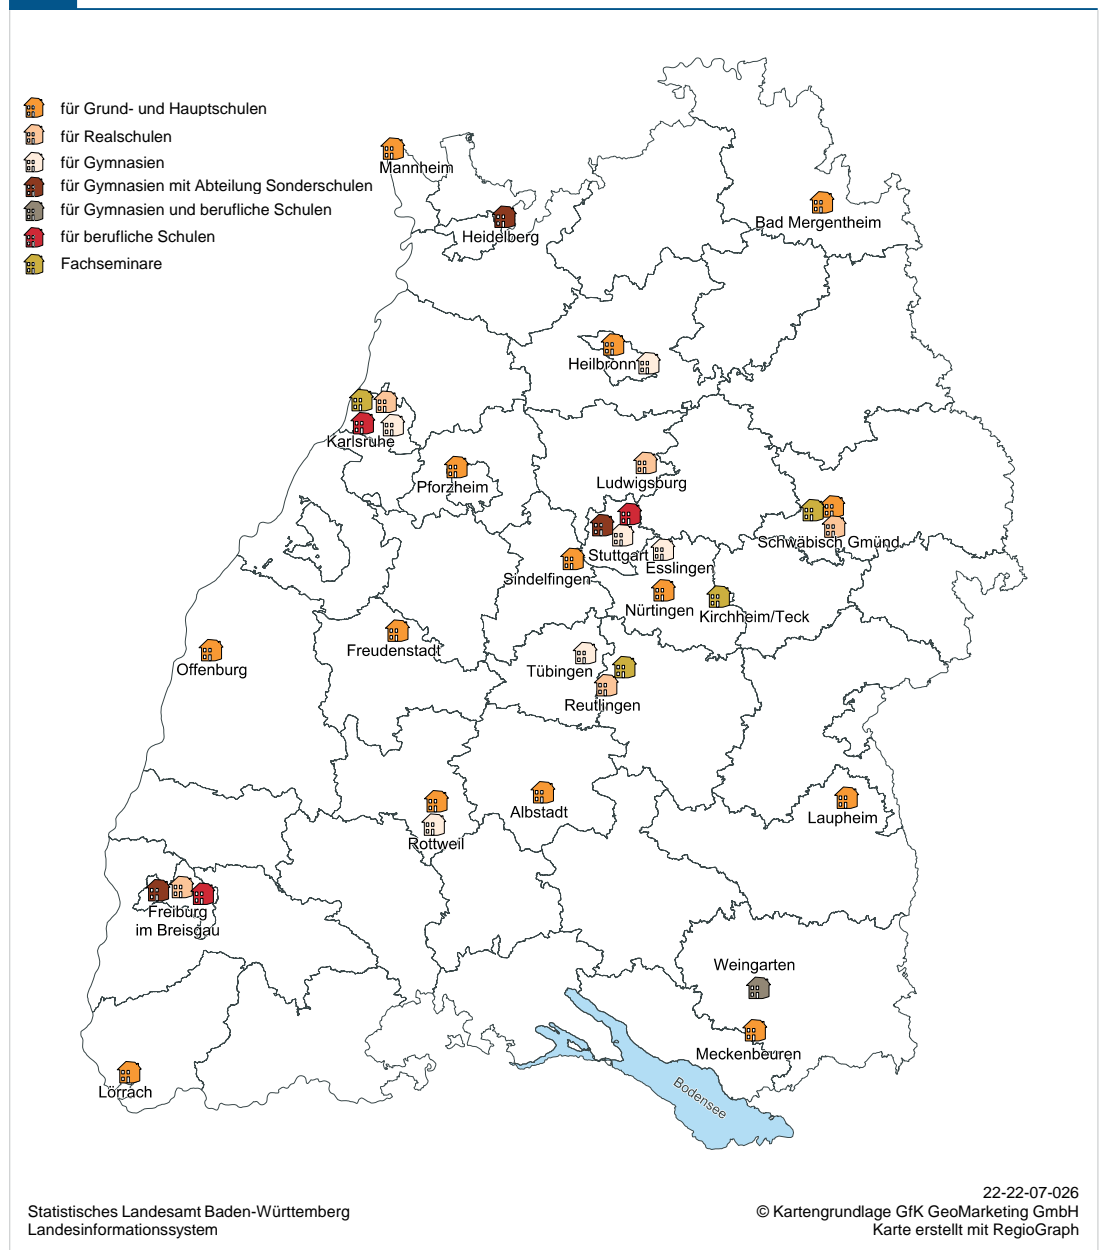 für Grund- und Hauptschulen
für Realschulen
für Gymnasien
für Gymnasien mit Abteilung Sonderschulen
für Gymnasien und berufliche Schulen
für berufliche Schulen
Fachseminare
Mannheim
Heidelberg
Bad Mergentheim
Heilbronn
Karlsruhe
Pforzheim
Ludwigsburg
Schwäbisch Gmünd
Stuttgart
Esslingen
Sindelfingen
Nürtingen
Kirchheim/Teck
Freudenstadt
Offenburg
Tübingen
Reutlingen
Albstadt
Laupheim
Rottweil
Freiburg
im Breisgau
Weingarten
Meckenbeuren
Lörrach
Bodensee
22-22-07-026
Statistisches Landesamt Baden-Württemberg
© Kartengrundlage GfK GeoMarketing GmbH
Landesinformationssystem
Karte erstellt mit RegioGraph